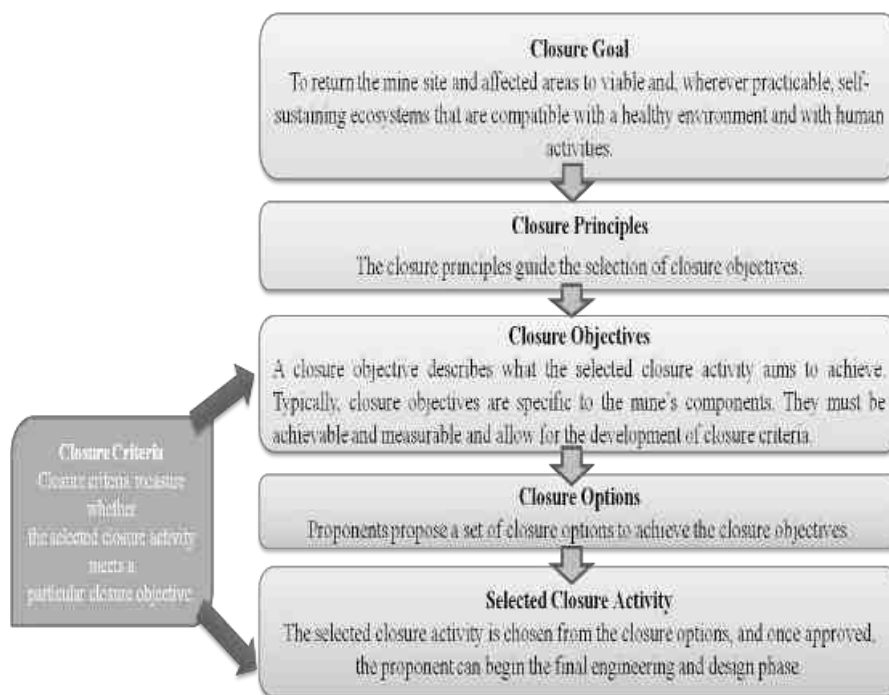 Closure Goal
To return the mine site and affected areas to viable and, wherever practicable, self-
sustaining ecosystems that are compatible with a healthy environment and with human
activities.
Closure Principles
The closure principles guide the selection of closure objectives.
Closure Objectives
A closure objective describes what the selected closure activity aims to achieve.
Typically, closure objectives are specific to the mine's components. They must be
achievable and measurable and allow for the development of closure criteria.
Closure Criteria
Closure criteria measure
whether
the selected closure activity
meets a
particular closure objective
Closure Options
Proponents propose a set of closure options to achieve the closure objectives
Selected Closure Activity
The selected closure activity is chosen from the closure options, and once approved,
the proponent can begin the final engineering and design phase